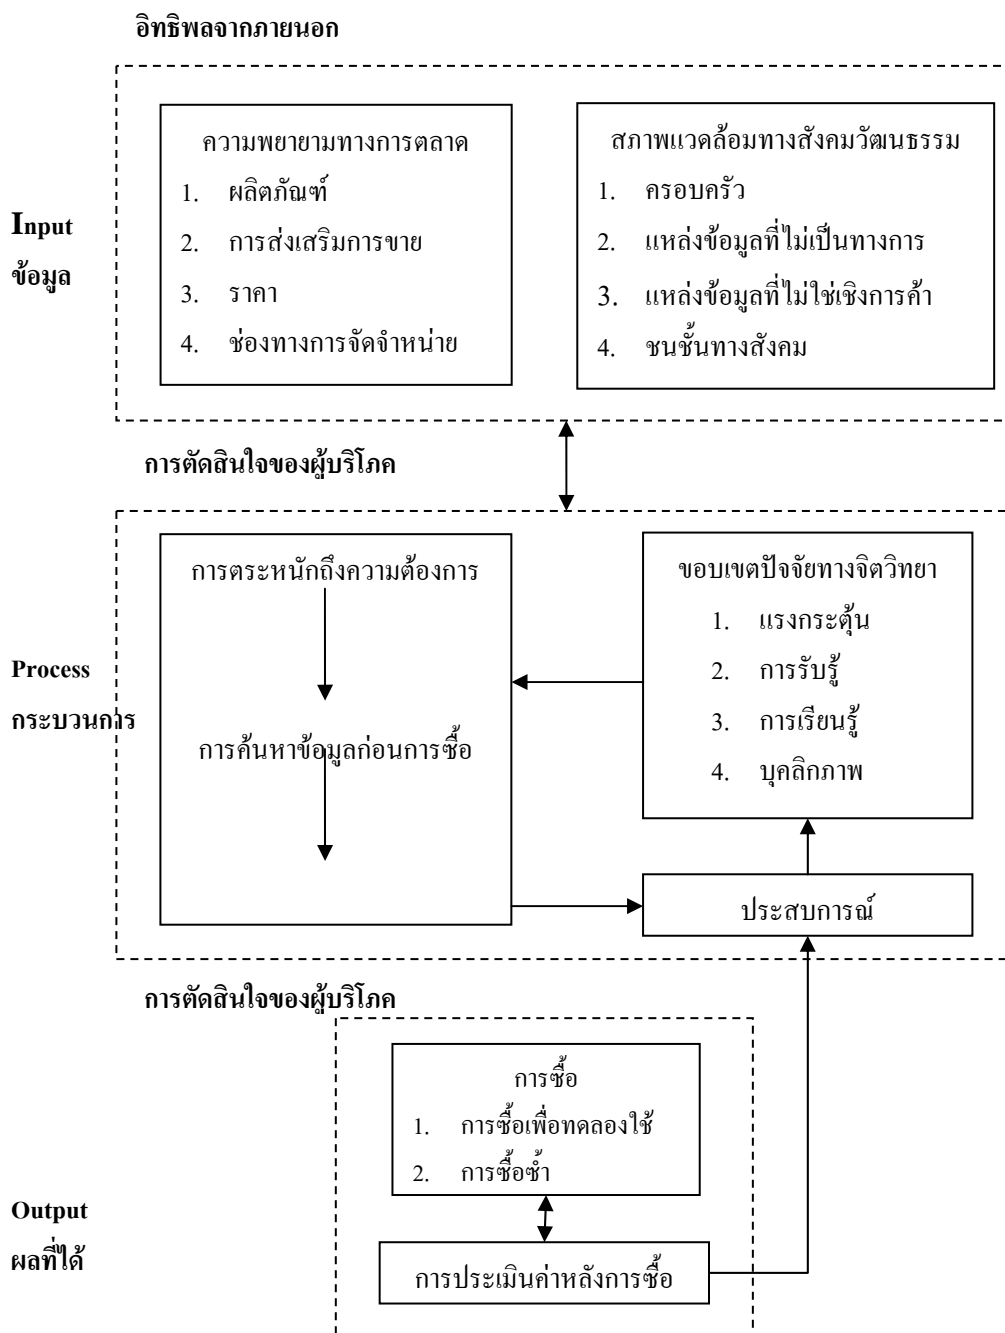 อิทธิพลจากภายนอก
ความพยายามทางการตลาด
1. ผลิตภัณฑ์
2. การส่งเสริมการขาย
3. ราคา
4. ช่องทางการจัดจำหน่าย
สภาพแวดล้อมทางสังคมวัฒนธรรม
1. ครอบครัว
2. แหล่งข้อมูลที่ไม่เป็นทางการ
3. แหล่งข้อมูลที่ไม่ใช่เชิงการค้า
4. ชนชั้นทางสังคม
Input
ข้อมูล
การตัดสินใจของผู้บริโภค
การตระหนักถึงความต้องการ
การค้นหาข้อมูลก่อนการซื้อ
ขอบเขตปัจจัยทางจิตวิทยา
1. แรงกระตุ้น
2. การรับรู้
3. การเรียนรู้
4. บุคลิกภาพ
Process
กระบวนการ
ประสบการณ์
การตัดสินใจของผู้บริโภค
การซื้อ
1. การซื้อเพื่อทดลองใช้
2. การซื้อซ้ำ
Output
ผลที่ได้
การประเมินค่าหลังการซื้อ